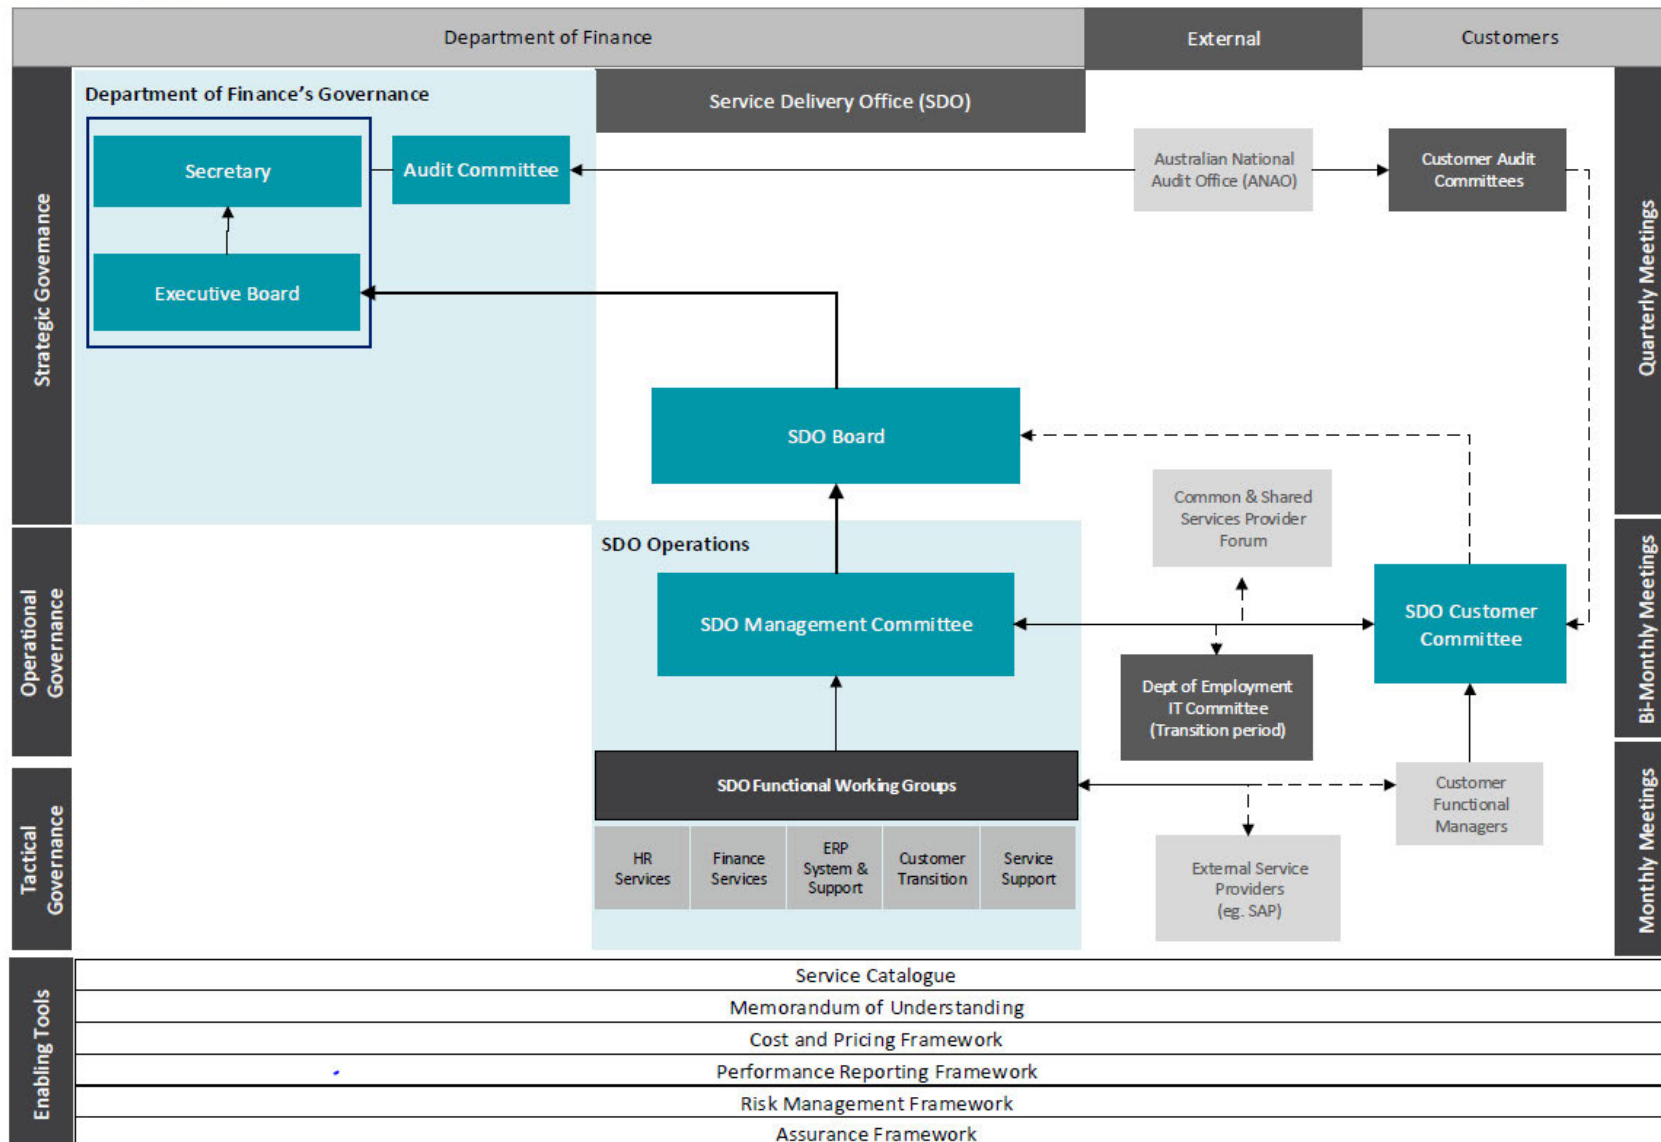 Department of Finance
External
Customers
Department of Finance's Governance
Service Delivery Office (SDO)
Strategic Governance
Quarterly Meetings
Secretary
Audit Committee
Australian National
Audit Office (ANAO)
Customer Audit
Committees
Executive Board
SDO Board
Common & Shared
Services Provider
Forum
Operational
Governance
Bi-Monthly Meetings
SDO Operations
SDO Management Committee
SDO Customer
Committee
Dept of Employment
IT Committee
(Transition period)
Tactical
Governance
Monthly Meetings
SDO Functional Working Groups
Customer
Functional
Managers
HR
Services
Finance
Services
ERP
System &
Support
Customer
Transition
Service
Support
External Service
Providers
(eg. SAP)
Enabling Tools
Service Catalogue
Memorandum of Understanding
Cost and Pricing Framework
Performance Reporting Framework
Risk Management Framework
Assurance Framework